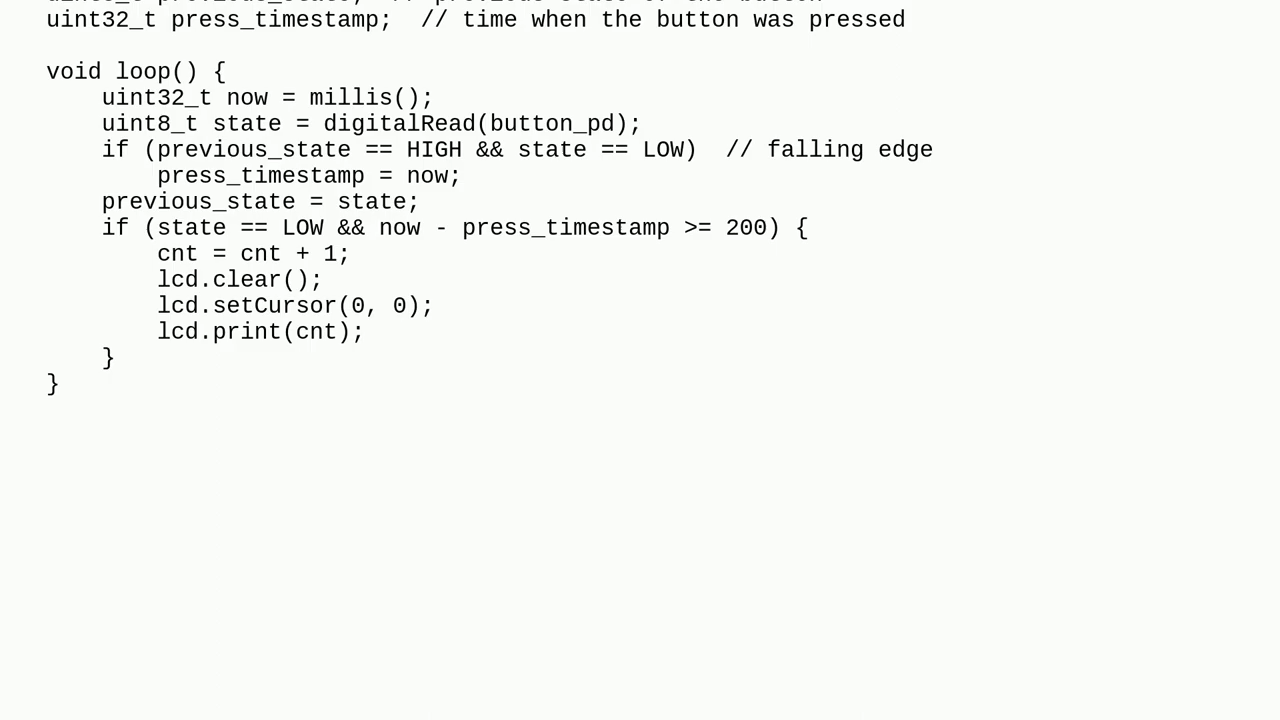 uint32_t press_timestamp;  // time when the button was pressed

void loop() {
    uint32_t now = millis();
    uint8_t state = digitalRead(button_pd);
    if (previous_state == HIGH && state == LOW)  // falling edge
        press_timestamp = now;
    previous_state = state;
    if (state == LOW && now - press_timestamp >= 200) {
        cnt = cnt + 1;
        lcd.clear();
        lcd.setCursor(0, 0);
        lcd.print(cnt);
    }
}